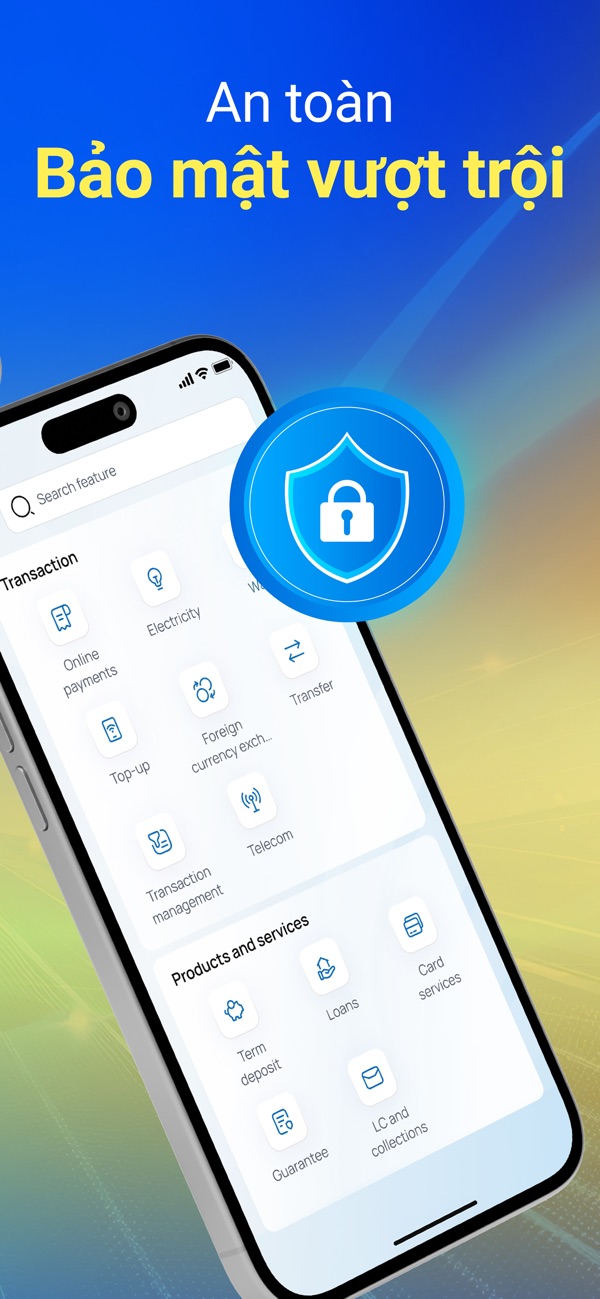 An toàn
Bảo mật vượt trội
Search feature
Transaction
Online
payments
Electricity
Top-up
Foreign
currency exch...
Transfer
Transaction
management
Telecom
Products and services
Term
deposit
Loans
Card
services
Guarantee
LC and
collections